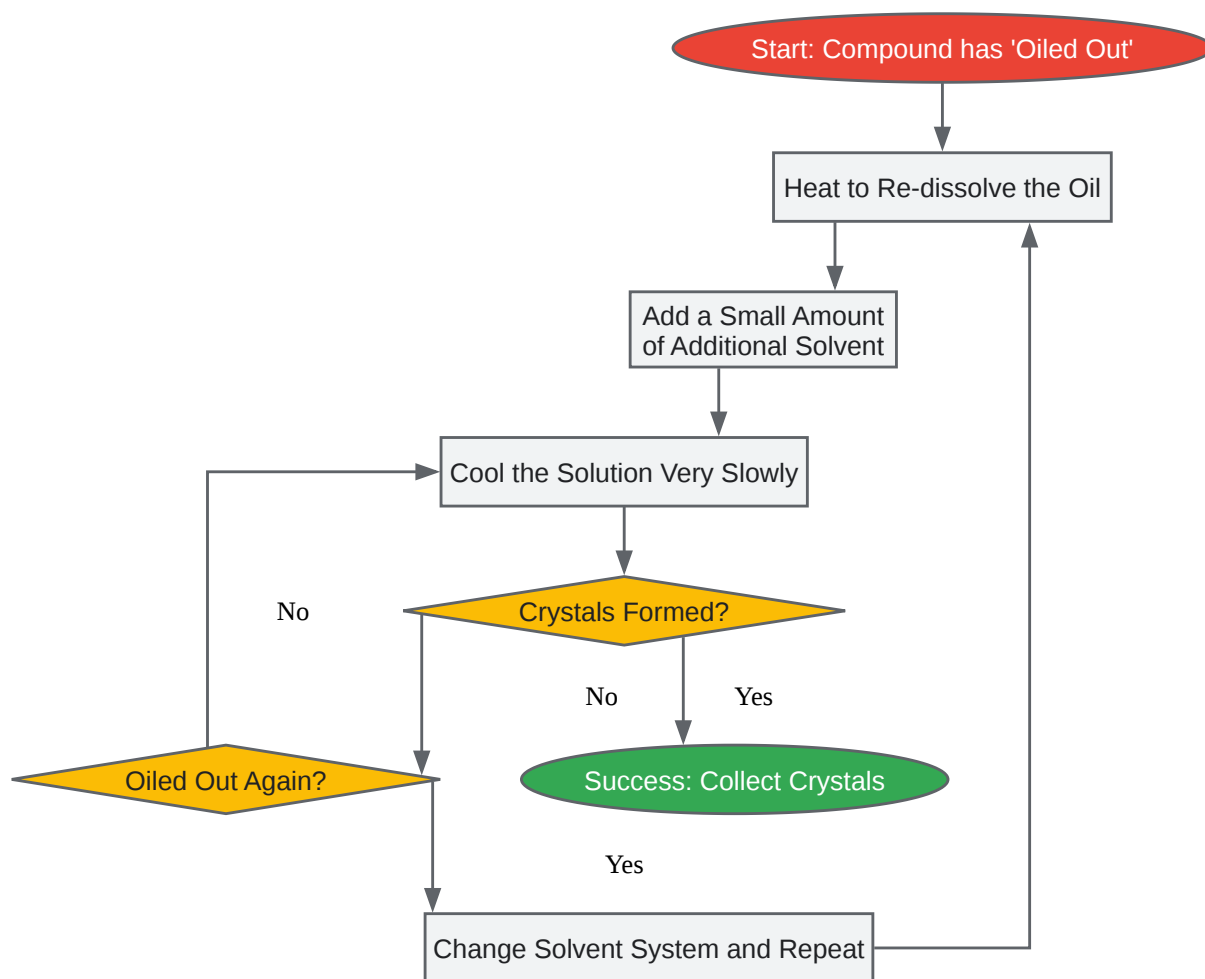 Start: Compound has 'Oiled Out'
Heat to Re-dissolve the Oil
Add a Small Amount
of Additional Solvent
Cool the Solution Very Slowly
No
Crystals Formed?
No
Yes
Oiled Out Again?
Success: Collect Crystals
Yes
Change Solvent System and Repeat